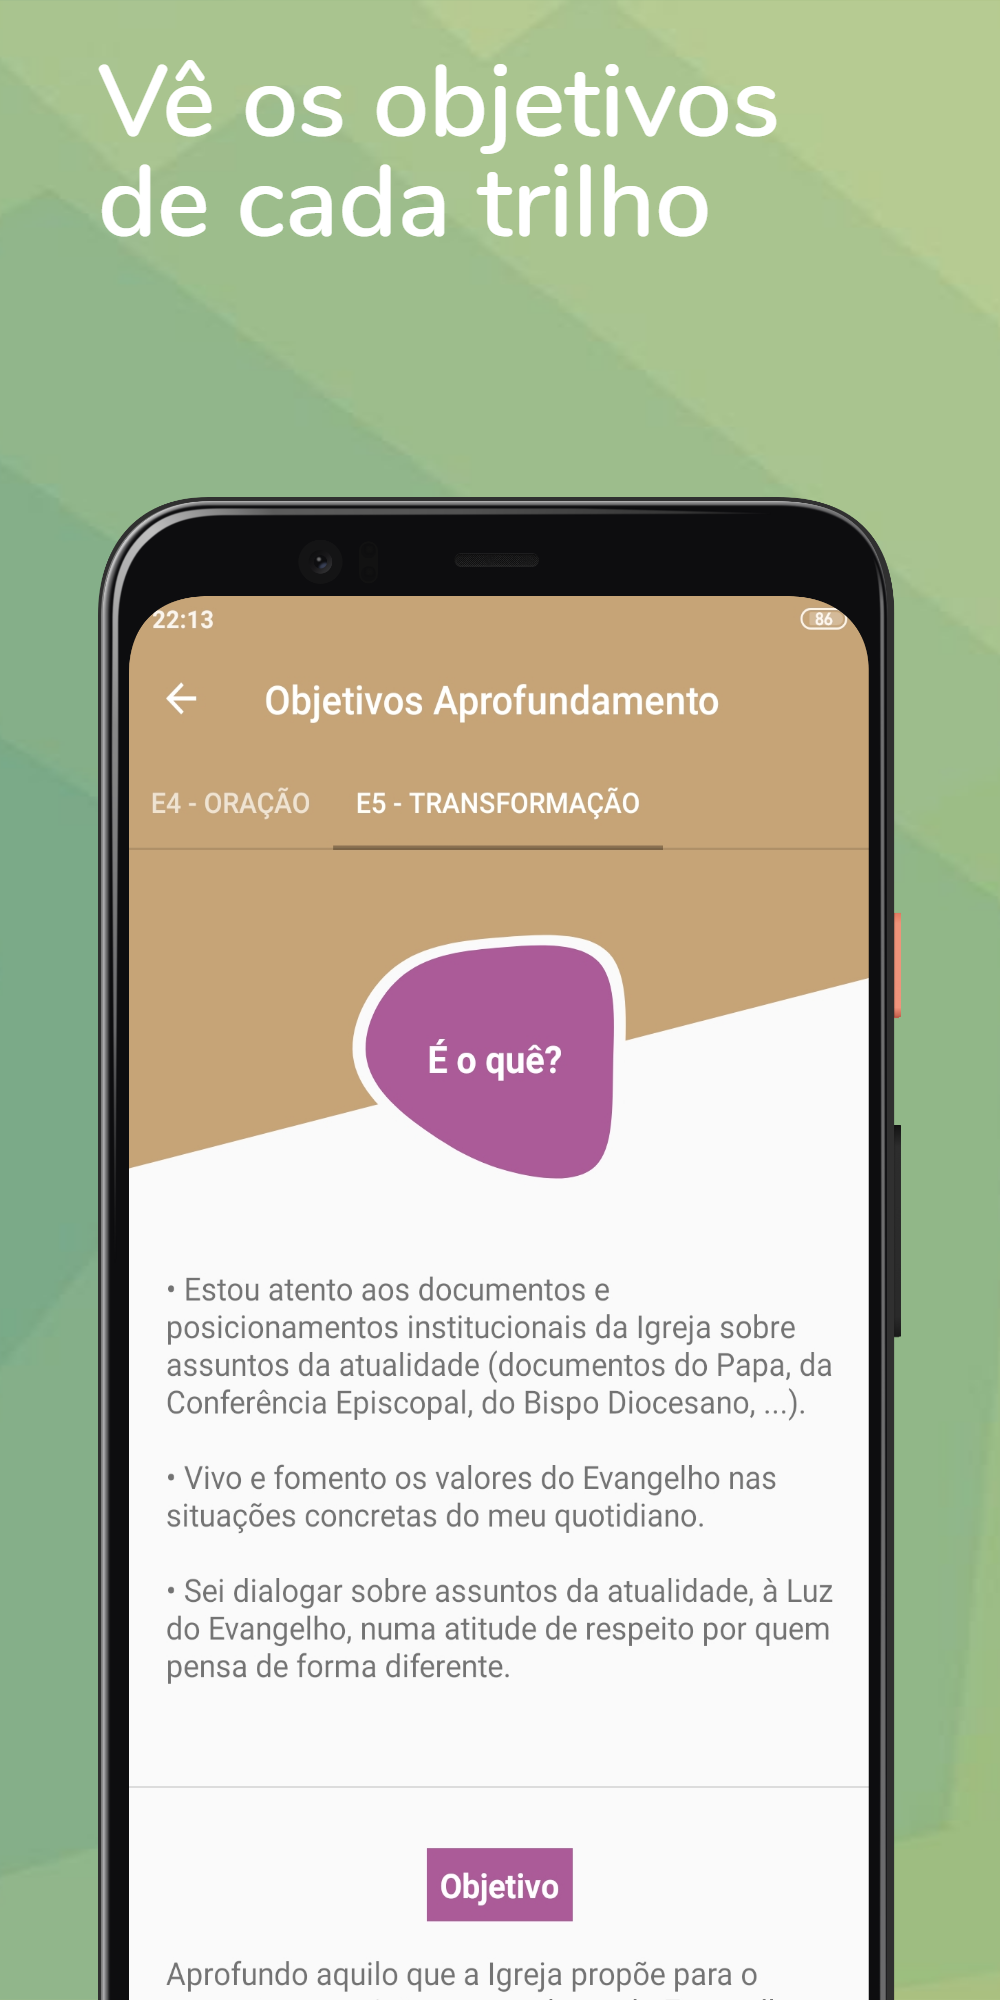 Vê os objetivos
de cada trilho
22:13
86
Objetivos Aprofundamento
E4 - ORAÇÃO
E5 - TRANSFORMAÇÃO
É o quê?
• Estou atento aos documentos e
posicionamentos institucionais da Igreja sobre
assuntos da atualidade (documentos do Papa, da
Conferência Episcopal, do Bispo Diocesano, ...).
• Vivo e fomento os valores do Evangelho nas
situações concretas do meu quotidiano.
• Sei dialogar sobre assuntos da atualidade, à Luz
do Evangelho, numa atitude de respeito por quem
pensa de forma diferente.
Objetivo
Aprofundo aquilo que a Igreja propõe para o